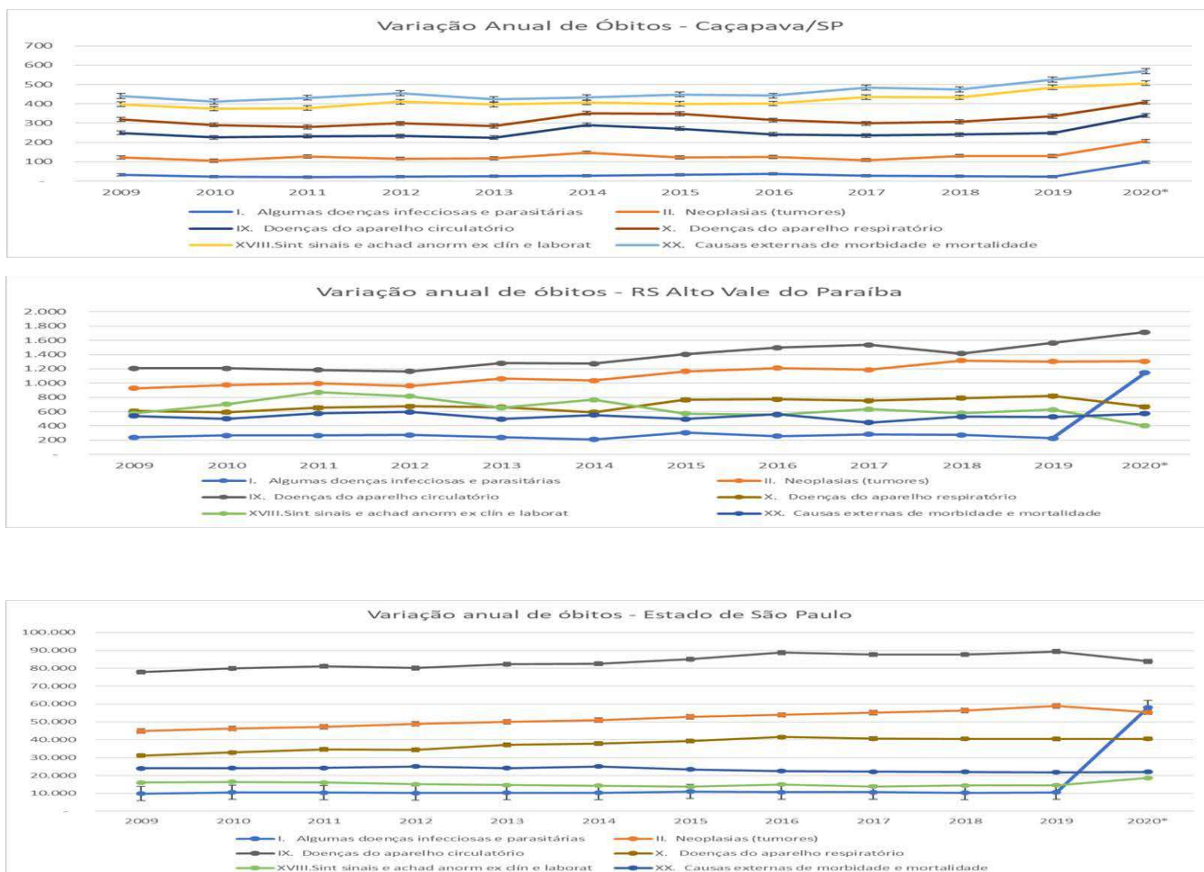 Variação Anual de Óbitos - Caçapava/SP
700
600
500
400
300
200
100
-
2009 2010 2011 2012 2013 2014 2015 2016 2017 2018 2019 2020*
I. Algumas doenças infecciosas e parasitárias II. Neoplasias (tumores)
IX. Doenças do aparelho circulatório X. Doenças do aparelho respiratório
XVIII.Sint sinais e achad anorm ex clín e laborat XX. Causas externas de morbidade e mortalidade
Variação anual de óbitos - RS Alto Vale do Paraíba
2.000
1.800
1.600
1.400
1.200
1.000
800
600
400
200
-
2009 2010 2011 2012 2013 2014 2015 2016 2017 2018 2019 2020*
I. Algumas doenças infecciosas e parasitárias II. Neoplasias (tumores)
IX. Doenças do aparelho circulatório X. Doenças do aparelho respiratório
XVIII.Sint sinais e achad anorm ex clín e laborat XX. Causas externas de morbidade e mortalidade
Variação anual de óbitos - Estado de São Paulo
100.000
90.000
80.000
70.000
60.000
50.000
40.000
30.000
20.000
10.000
-
2009 2010 2011 2012 2013 2014 2015 2016 2017 2018 2019 2020*
I. Algumas doenças infecciosas e parasitárias II. Neoplasias (tumores)
IX. Doenças do aparelho circulatório X. Doenças do aparelho respiratório
XVIII.Sint sinais e achad anorm ex clín e laborat XX. Causas externas de morbidade e mortalidade